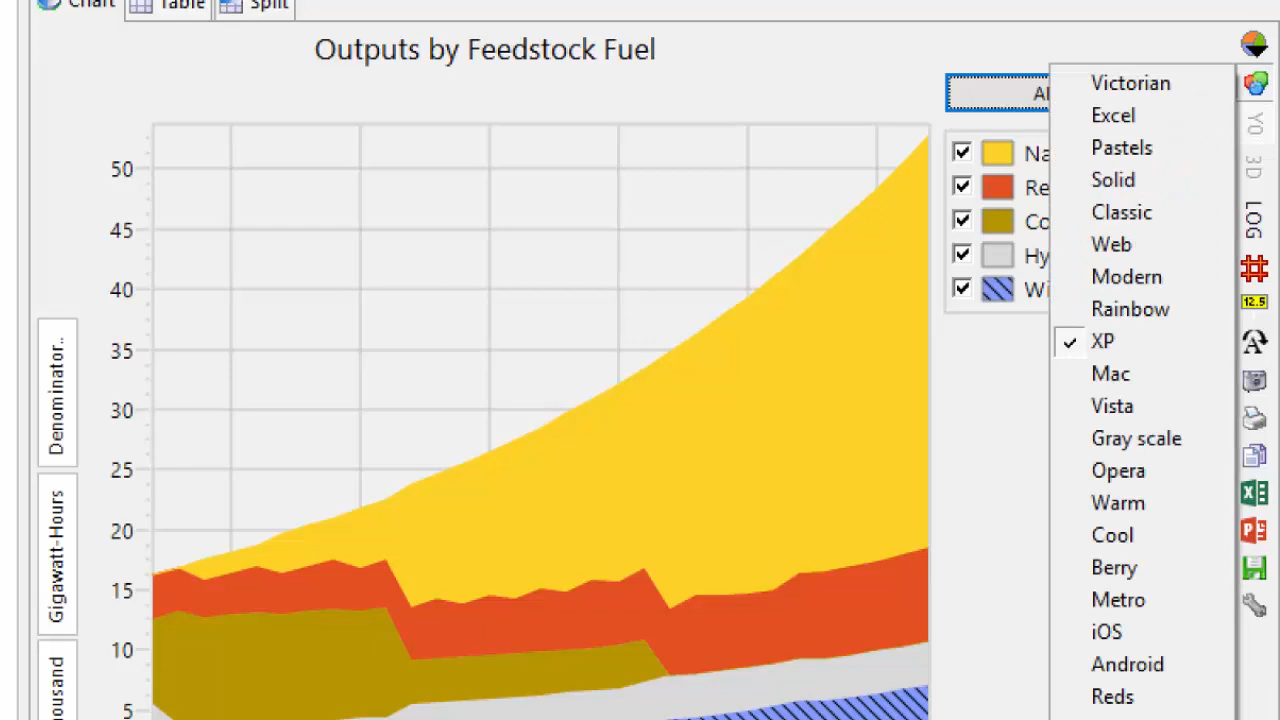 Chart
Table
Split
Outputs by Feedstock Fuel
50
45
40
35
30
25
20
15
10
5
Denominator..
Gigawatt-Hours
Victorian
Excel
Pastels
Solid
Classic
Web
Modern
Rainbow
XP
Mac
Vista
Gray scale
Opera
Warm
Cool
Berry
Metro
iOS
Android
Reds
Y0
3D
LOG
12.5
A